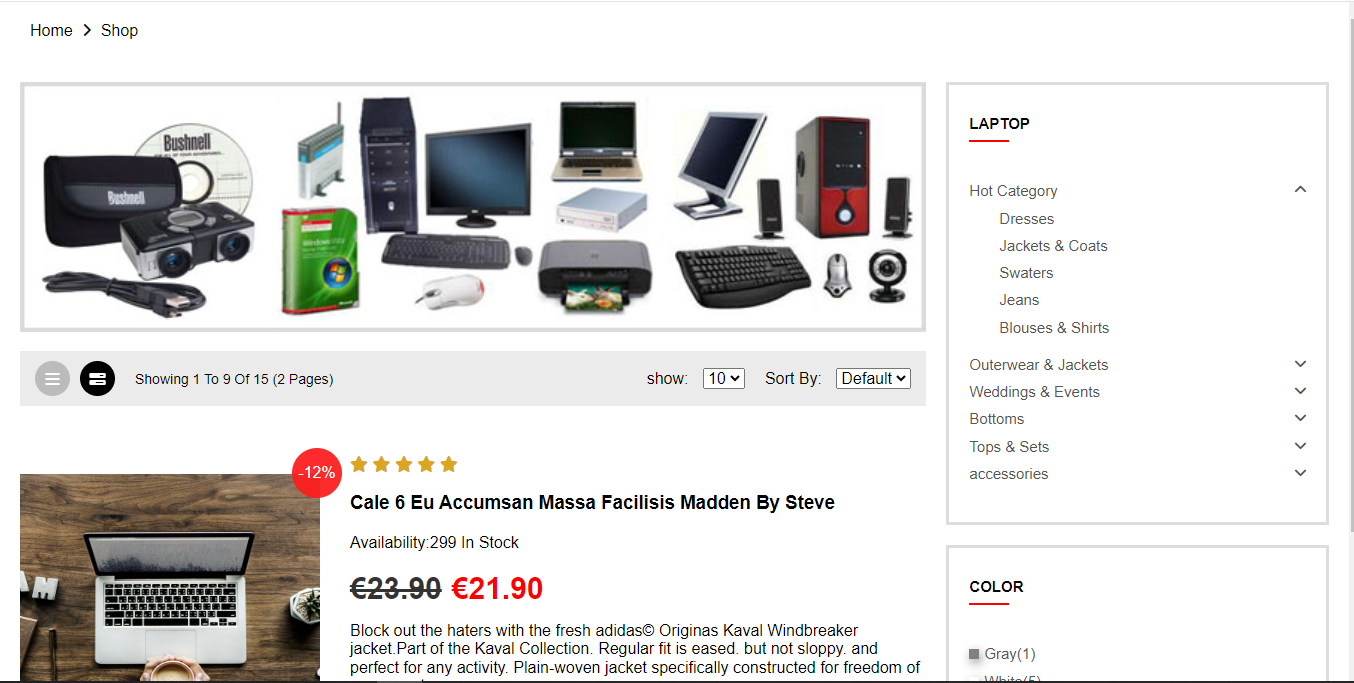 Home Shop
Bushnell
Bushnell
Windows Vista
LAPTOP
Hot Category
Dresses
Jackets & Coats
Swaters
Jeans
Blouses & Shirts
Outerwear & Jackets
Weddings & Events
Bottoms
Tops & Sets
accessories
Showing 1 To 9 Of 15 (2 Pages)
show: 10 Sort By: Default
-12%
Cale 6 Eu Accumsan Massa Facilisis Madden By Steve
Availability:299 In Stock
€23.90 €21.90
Block out the haters with the fresh adidas© Originas Kaval Windbreaker
jacket.Part of the Kaval Collection. Regular fit is eased. but not sloppy. and
perfect for any activity. Plain-woven jacket specifically constructed for freedom of
COLOR
Gray(1)
White(5)